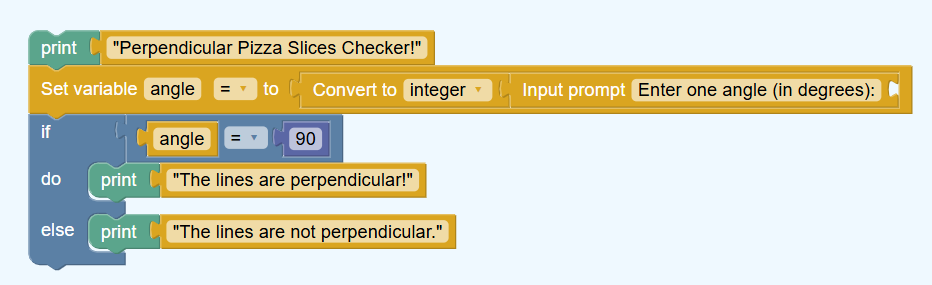 print "Perpendicular Pizza Slices Checker!"
Set variable angle = ▾ to Convert to integer ▾ Input prompt Enter one angle (in degrees):
if angle = ▾ 90
do print "The lines are perpendicular!"
else print "The lines are not perpendicular."